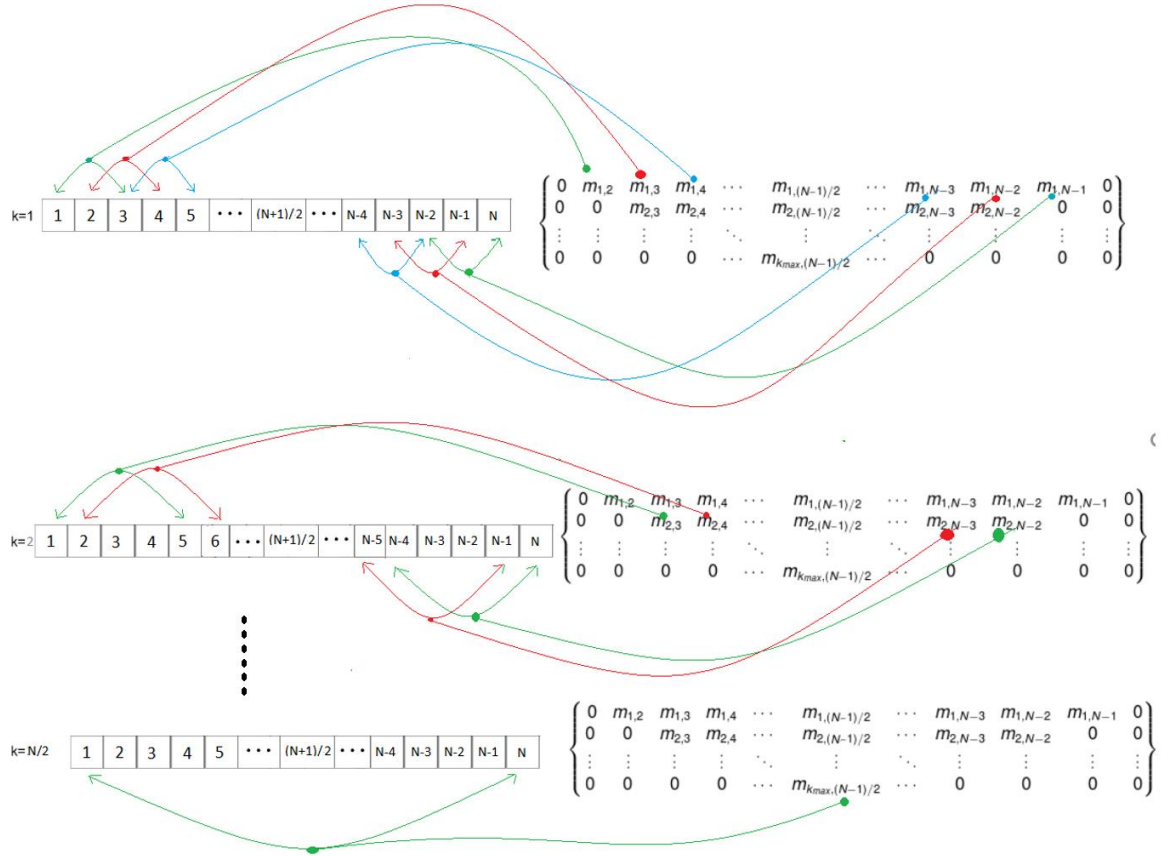 0 m1,2 m1,3 m1,4 ⋯ m1,(N−1)/2 ⋯ m1,N−3 m1,N−2 m1,N−1 0
k=1 1 2 3 4 5 ⋯ (N+1)/2 ⋯ N-4 N-3 N-2 N-1 N
0 0 m2,3 m2,4 ⋯ m2,(N−1)/2 ⋯ m2,N−3 m2,N−2 0 0
⋮ ⋮ ⋮ ⋮ ⋱ ⋮ ⋱ ⋮ ⋮ ⋮ ⋮
0 0 0 0 ⋯ mkmax,(N−1)/2 ⋯ 0 0 0 0
0 m1,2 m1,3 m1,4 ⋯ m1,(N−1)/2 ⋯ m1,N−3 m1,N−2 m1,N−1 0
0 0 m2,3 m2,4 ⋯ m2,(N−1)/2 ⋯ m2,N−3 m2,N−2 0 0
k=2 1 2 3 4 5 6 ⋯ (N+1)/2 ⋯ N-5 N-4 N-3 N-2 N-1 N
⋮ ⋮ ⋮ ⋮ ⋱ ⋮ ⋱ ⋮ ⋮ ⋮ ⋮
0 0 0 0 ⋯ mkmax,(N−1)/2 ⋯ 0 0 0 0
0 m1,2 m1,3 m1,4 ⋯ m1,(N−1)/2 ⋯ m1,N−3 m1,N−2 m1,N−1 0
0 0 m2,3 m2,4 ⋯ m2,(N−1)/2 ⋯ m2,N−3 m2,N−2 0 0
k=N/2 1 2 3 4 5 ⋯ (N+1)/2 ⋯ N-4 N-3 N-2 N-1 N
⋮ ⋮ ⋮ ⋮ ⋱ ⋮ ⋱ ⋮ ⋮ ⋮ ⋮
0 0 0 0 ⋯ mkmax,(N−1)/2 ⋯ 0 0 0 0